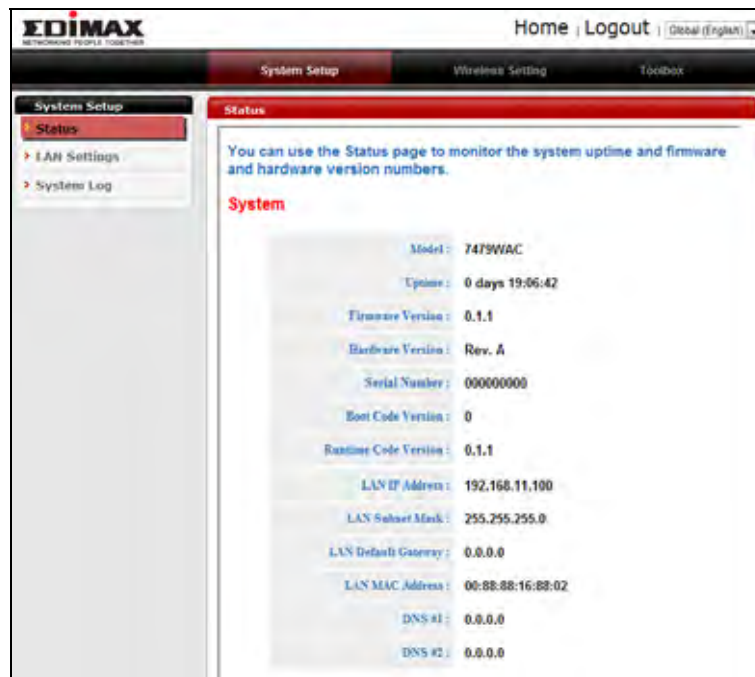 EDIMAX
NETWORKING PEOPLE TOGETHER
Home | Logout | Global (English)
System Setup
Wireless Setting
Toolbox
System Setup
Status
LAN Settings
System Log
Status
You can use the Status page to monitor the system uptime and firmware
and hardware version numbers.
System
Model : 7479WAC
Uptime : 0 days 19:06:42
Firmware Version : 0.1.1
Hardware Version : Rev. A
Serial Number : 000000000
Boot Code Version : 0
Runtime Code Version : 0.1.1
LAN IP Address : 192.168.11.100
LAN Subnet Mask : 255.255.255.0
LAN Default Gateway : 0.0.0.0
LAN MAC Address : 00:88:88:16:88:02
DNS #1 : 0.0.0.0
DNS #2 : 0.0.0.0